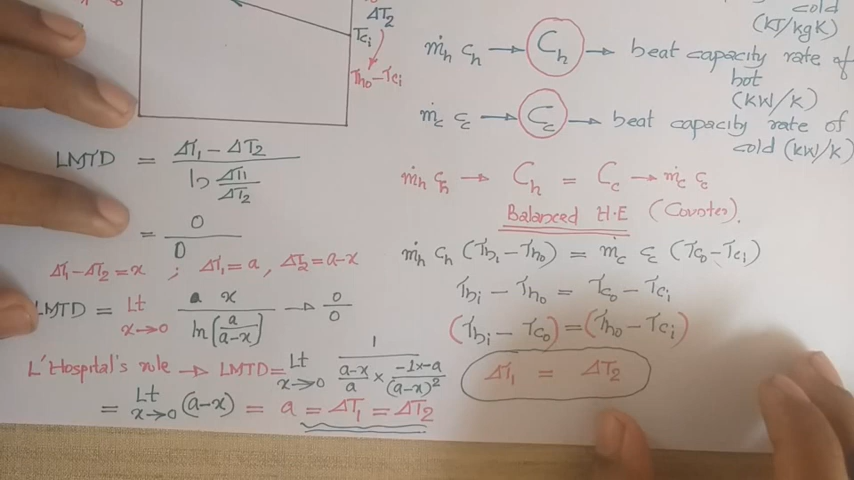 ΔT2
Tci
Tho-Tci
cold
(kJ/kgK)
ṁh ch → Ch → beat capacity rate of
hot
(kW/K)
ṁc cc → Cc → beat capacity rate of
cold (kW/K)
ṁh ch → Ch = Cc → ṁc cc
Balanced H.E (Counter).
ṁh ch (Thi-Tho) = ṁc cc (Tco-Tci)
Thi - Tho = Tco - Tci
(Thi - Tco) = (Tho - Tci)
ΔT1 = ΔT2
LMTD = ΔT1 - ΔT2 / ln ΔT1/ΔT2
= 0/0
ΔT1-ΔT2=x ; ΔT1=a, ΔT2=a-x
LMTD = Lt x→0 x / ln(a/a-x) → 0/0
L'Hospital's role → LMTD= Lt x→0 1 / a-x/a × -1×-a/(a-x)²
= Lt x→0 (a-x) = a = ΔT1 = ΔT2